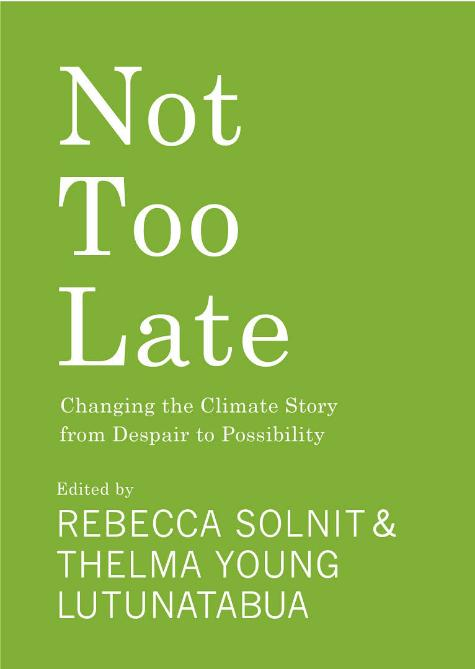 Not
Too
Late
Changing the Climate Story
from Despair to Possibility
Edited by
REBECCA SOLNIT &
THELMA YOUNG
LUTUNATABUA